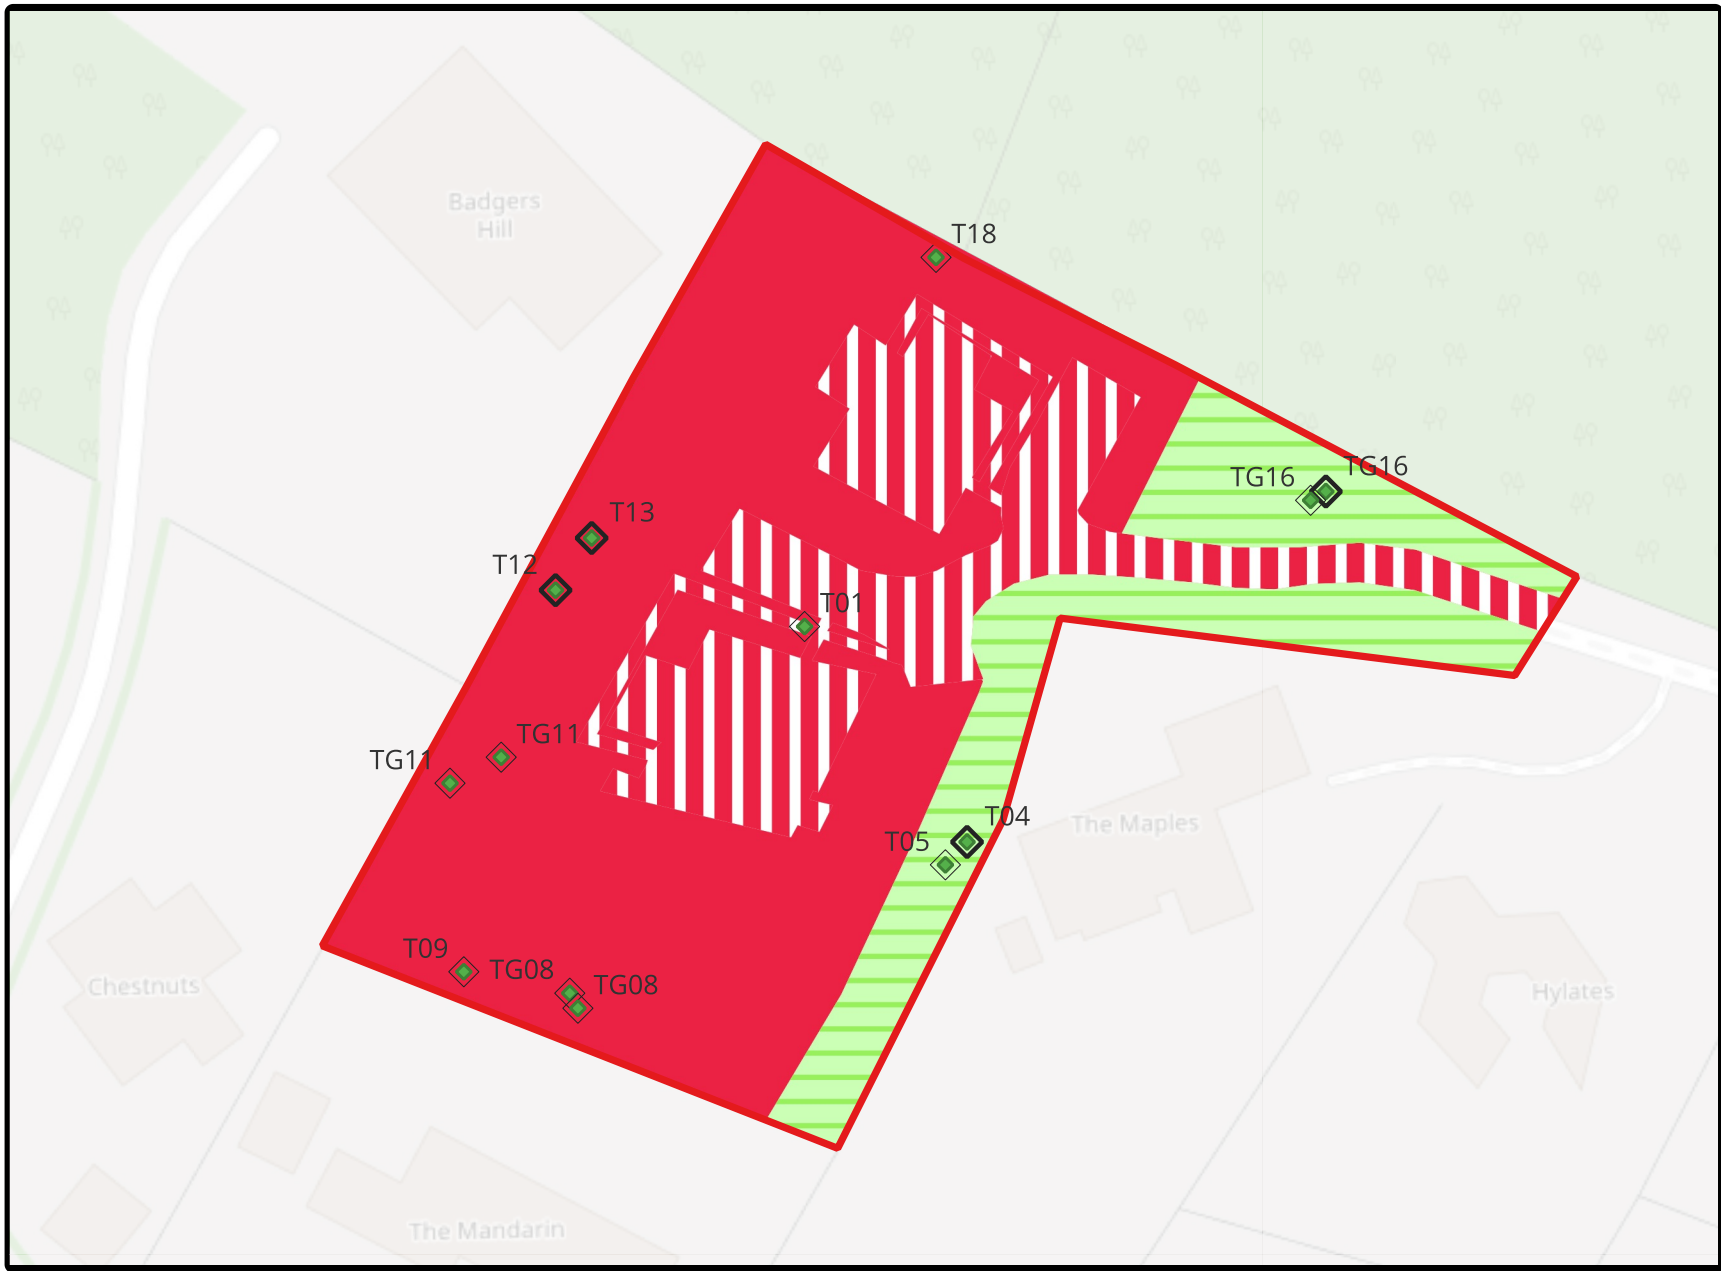 Badgers
Hill
T18
TG16
TG16
T13
T12
T01
TG11
TG11
T04
The Maples
T05
T09
TG08
TG08
Chestnuts
Hylates
The Mandarin